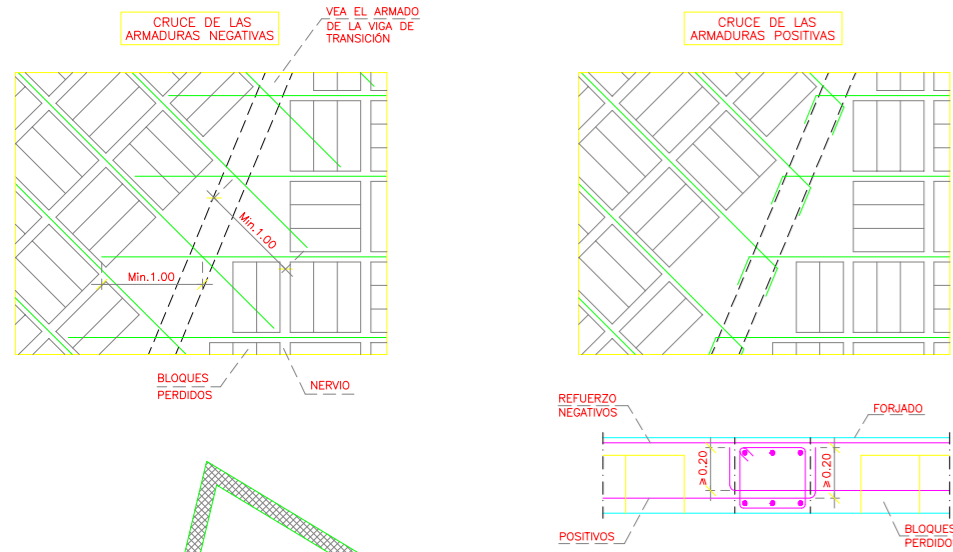 CRUCE DE LAS
ARMADURAS NEGATIVAS
VEA EL ARMADO
DE LA VIGA DE
TRANSICIÓN
CRUCE DE LAS
ARMADURAS POSITIVAS
Min.1.00
Min.1.00
BLOQUES
PERDIDOS
NERVIO
REFUERZO
NEGATIVOS
FORJADO
≥0.20
≥0.20
POSITIVOS
BLOQUES
PERDIDOS